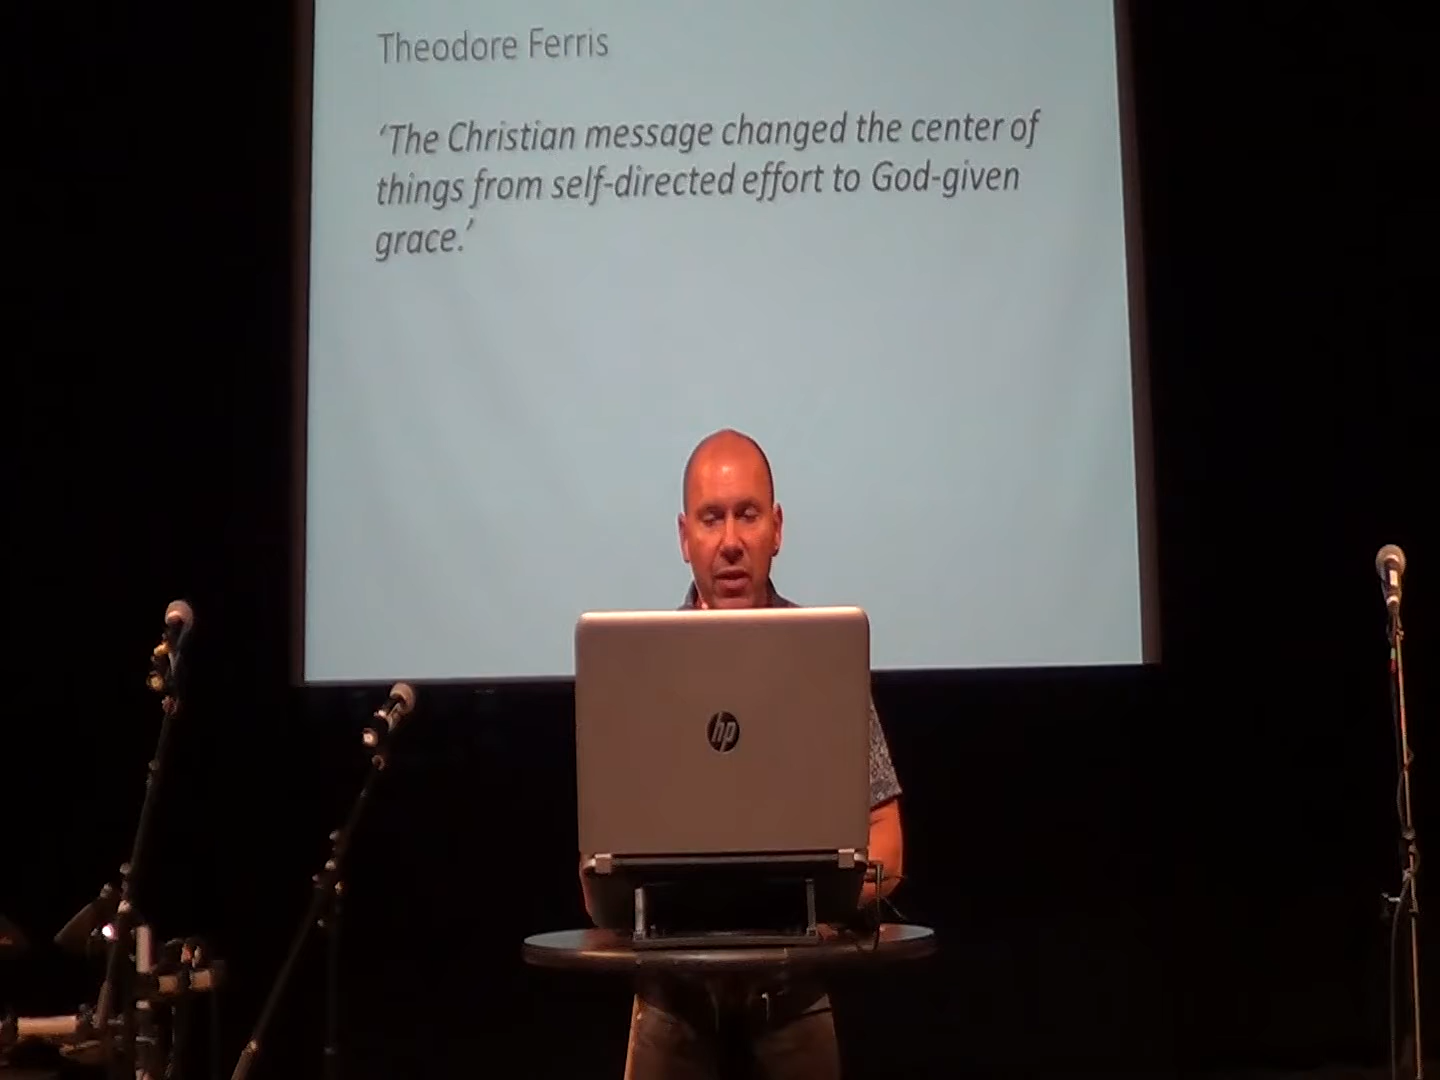 Theodore Ferris
‘The Christian message changed the center of
things from self-directed effort to God-given
grace.’
hp